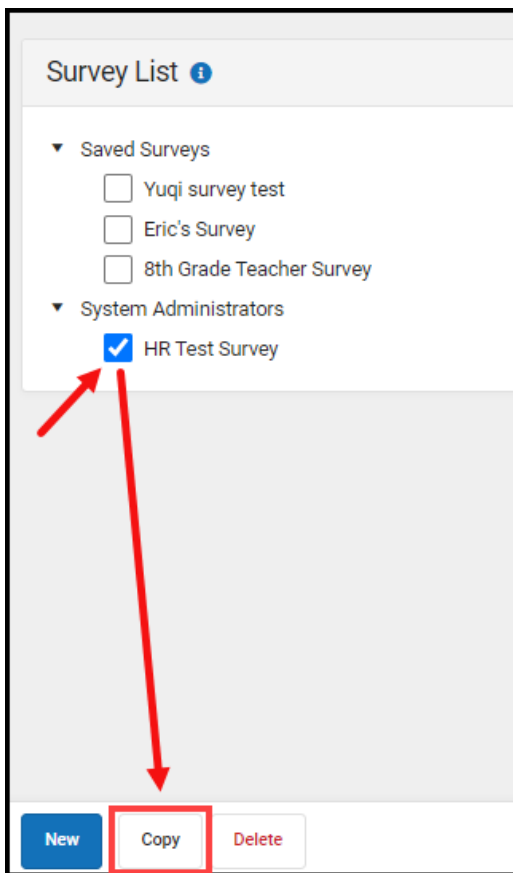 Survey List
Saved Surveys
Yuqi survey test
Eric's Survey
8th Grade Teacher Survey
System Administrators
HR Test Survey
New Copy Delete